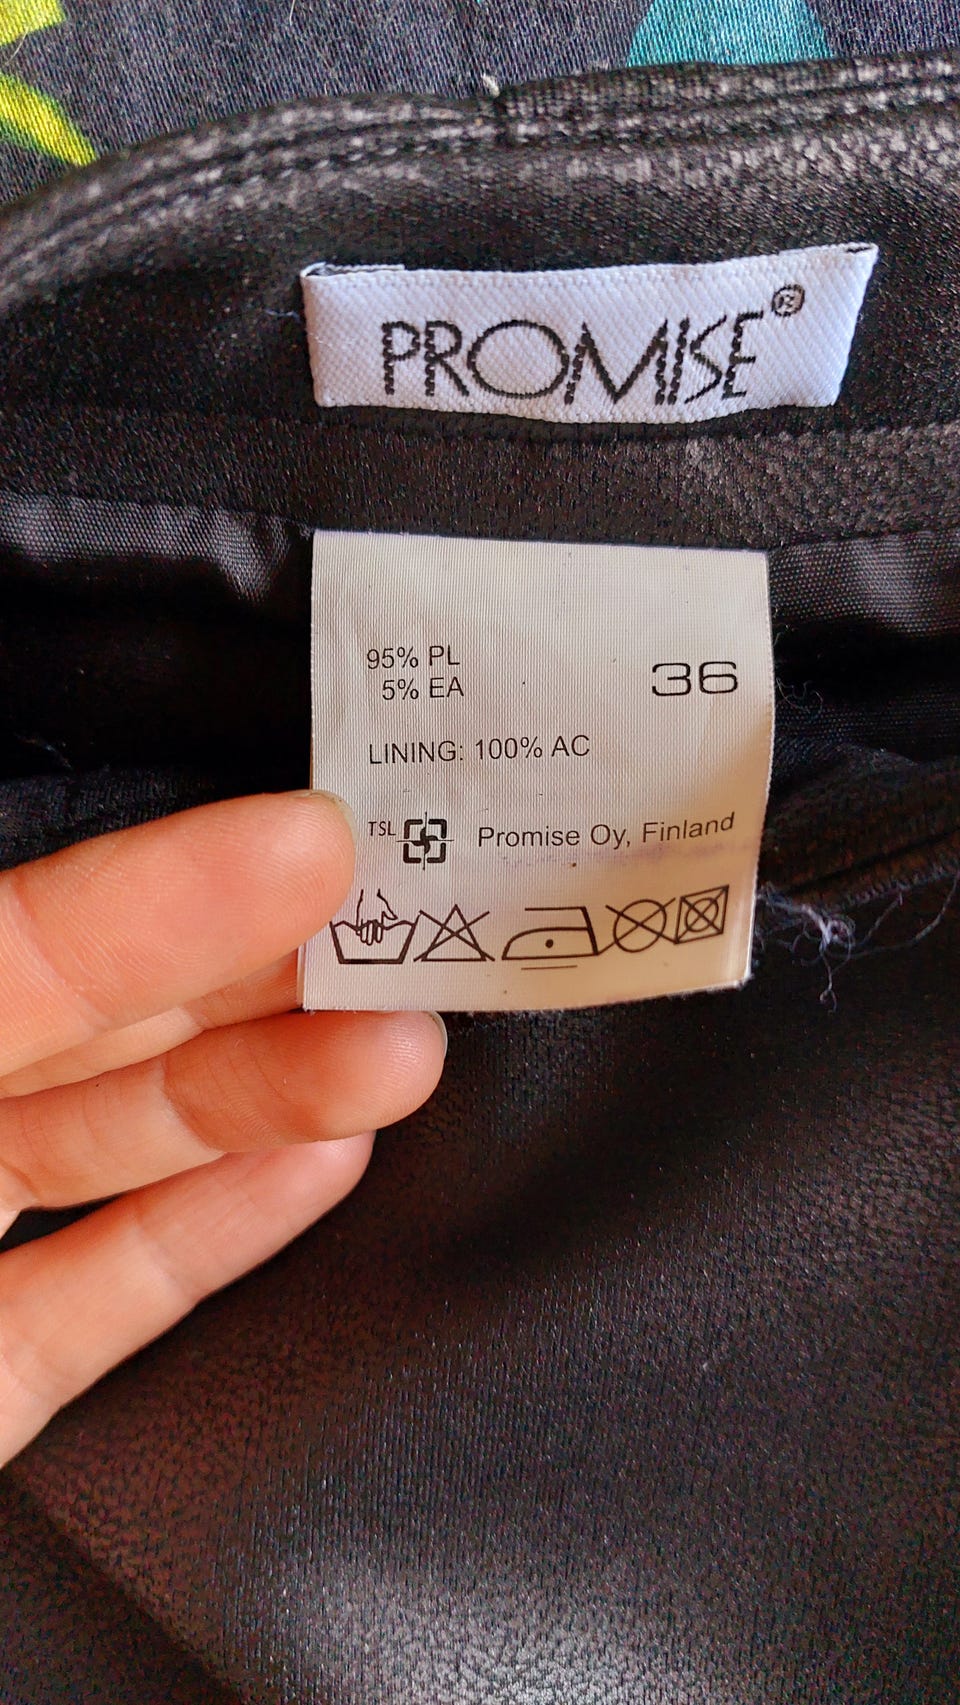 PROMISE®
95% PL
5% EA
36
LINING: 100% AC
TSL
Promise Oy, Finland